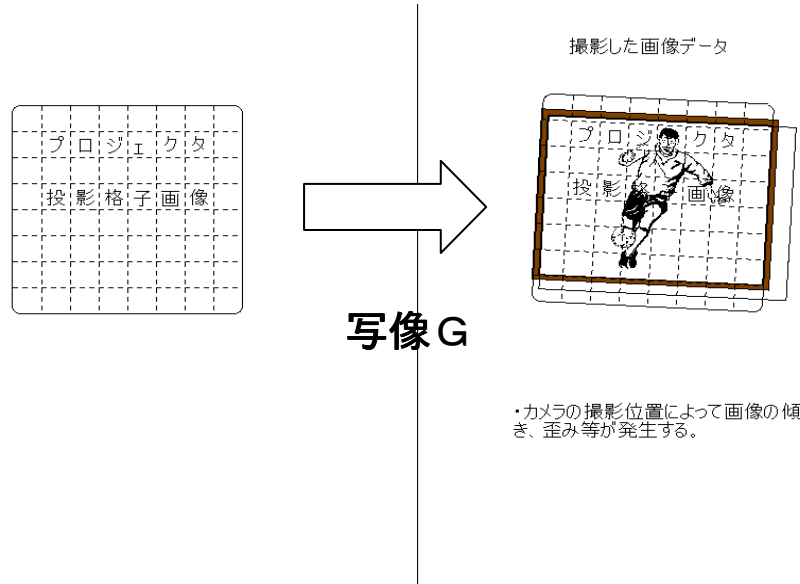 撮影した画像データ
プロジェクタ
投影格子画像
プロジ クタ
投影格 画像
写像G
・カメラの撮影位置によって画像の傾
き、歪み等が発生する。